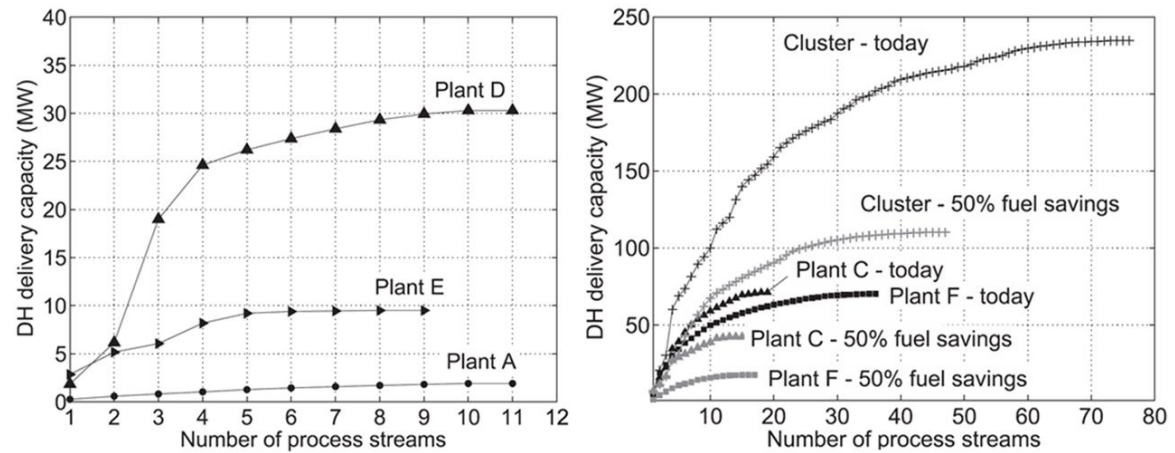 DH delivery capacity (MW)
40
35
30
25
20
15
10
5
0
Plant D
Plant E
Plant A
1 2 3 4 5 6 7 8 9 10 11 12
Number of process streams
DH delivery capacity (MW)
250
200
150
100
50
Cluster - today
Cluster - 50% fuel savings
Plant C - today
Plant F - today
Plant C - 50% fuel savings
Plant F - 50% fuel savings
10 20 30 40 50 60 70 80
Number of process streams